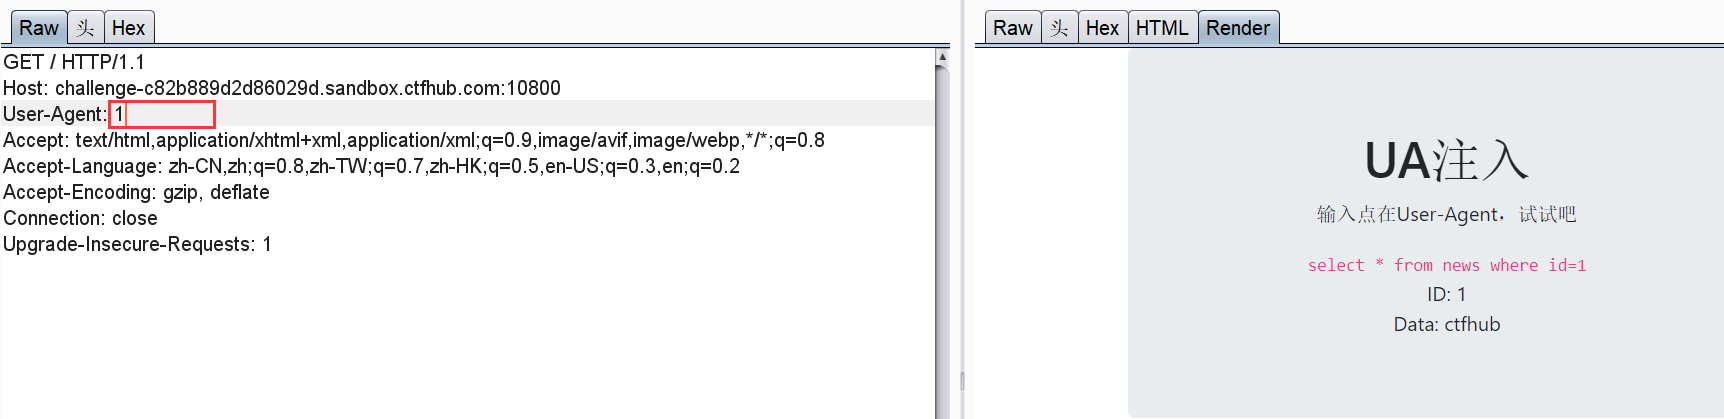 Raw 头 Hex
GET / HTTP/1.1
Host: challenge-c82b889d2d86029d.sandbox.ctfhub.com:10800
User-Agent: 1
Accept: text/html,application/xhtml+xml,application/xml;q=0.9,image/avif,image/webp,*/*;q=0.8
Accept-Language: zh-CN,zh;q=0.8,zh-TW;q=0.7,zh-HK;q=0.5,en-US;q=0.3,en;q=0.2
Accept-Encoding: gzip, deflate
Connection: close
Upgrade-Insecure-Requests: 1
Raw 头 Hex HTML Render
UA注入
输入点在User-Agent，试试吧
select * from news where id=1
ID: 1
Data: ctfhub